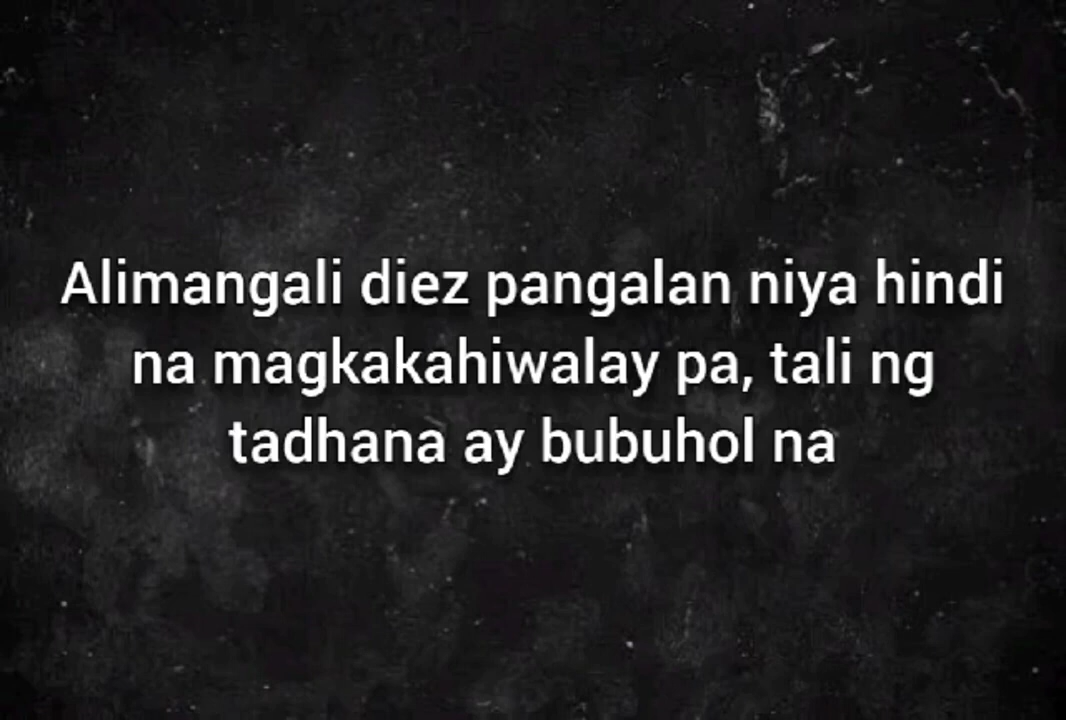 Alimangali diez pangalan niya hindi
na magkakahiwalay pa, tali ng
tadhana ay bubuhol na